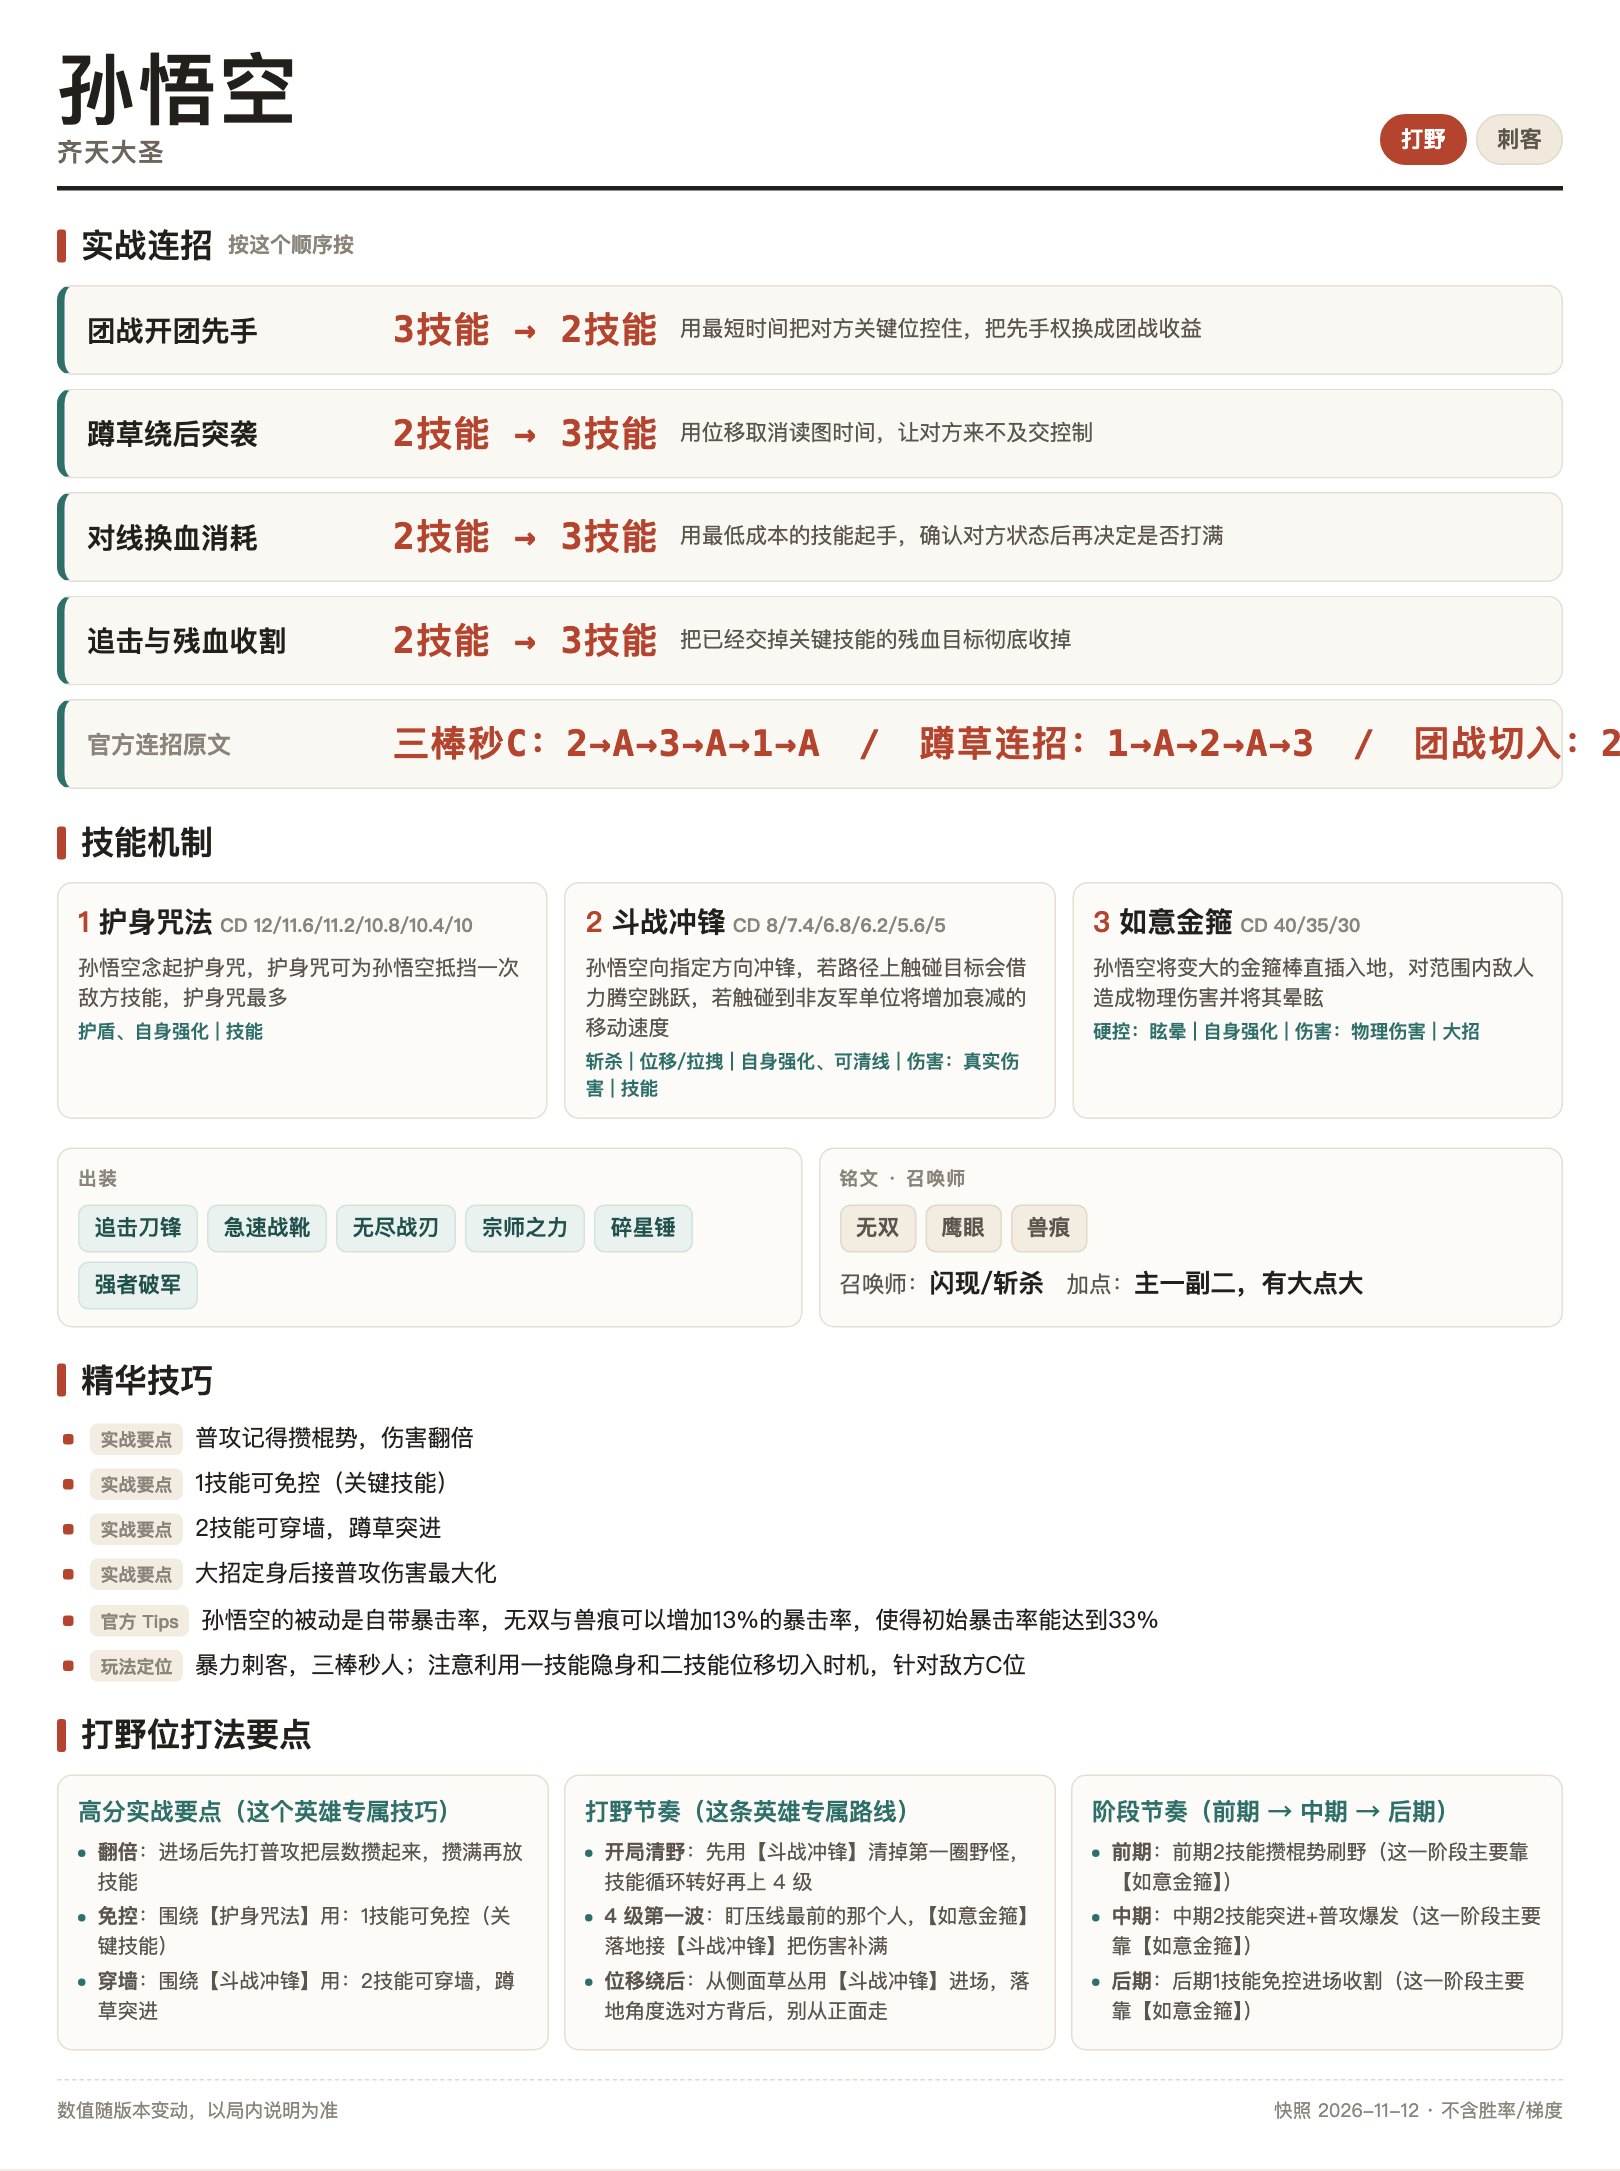 孙悟空
齐天大圣
打野 刺客
实战连招 按这个顺序按
团战开团先手 3技能 → 2技能 用最短时间把对方关键位控住，把先手权换成团战收益
蹲草绕后突袭 2技能 → 3技能 用位移取消读图时间，让对方来不及交控制
对线换血消耗 2技能 → 3技能 用最低成本的技能起手，确认对方状态后再决定是否打满
追击与残血收割 2技能 → 3技能 把已经交掉关键技能的残血目标彻底收掉
官方连招原文 三棒秒C：2→A→3→A→1→A / 蹲草连招：1→A→2→A→3 / 团战切入：2
技能机制
1 护身咒法 CD 12/11.6/11.2/10.8/10.4/10
孙悟空念起护身咒，护身咒可为孙悟空抵挡一次
敌方技能，护身咒最多
护盾、自身强化 | 技能
2 斗战冲锋 CD 8/7.4/6.8/6.2/5.6/5
孙悟空向指定方向冲锋，若路径上触碰目标会借
力腾空跳跃，若触碰到非友军单位将增加衰减的
移动速度
斩杀 | 位移/拉拽 | 自身强化、可清线 | 伤害：真实伤
害 | 技能
3 如意金箍 CD 40/35/30
孙悟空将变大的金箍棒直插入地，对范围内敌人
造成物理伤害并将其晕眩
硬控：眩晕 | 自身强化 | 伤害：物理伤害 | 大招
出装
追击刀锋 急速战靴 无尽战刃 宗师之力 碎星锤
强者破军
铭文 · 召唤师
无双 鹰眼 兽痕
召唤师：闪现/斩杀 加点：主一副二，有大点大
精华技巧
实战要点 普攻记得攒棍势，伤害翻倍
实战要点 1技能可免控（关键技能）
实战要点 2技能可穿墙，蹲草突进
实战要点 大招定身后接普攻伤害最大化
官方 Tips 孙悟空的被动是自带暴击率，无双与兽痕可以增加13%的暴击率，使得初始暴击率能达到33%
玩法定位 暴力刺客，三棒秒人；注意利用一技能隐身和二技能位移切入时机，针对敌方C位
打野位打法要点
高分实战要点（这个英雄专属技巧）
翻倍：进场后先打普攻把层数攒起来，攒满再放
技能
免控：围绕【护身咒法】用：1技能可免控（关
键技能）
穿墙：围绕【斗战冲锋】用：2技能可穿墙，蹲
草突进
打野节奏（这条英雄专属路线）
开局清野：先用【斗战冲锋】清掉第一圈野怪，
技能循环转好再上 4 级
4 级第一波：盯压线最前的那个人，【如意金箍】
落地接【斗战冲锋】把伤害补满
位移绕后：从侧面草丛用【斗战冲锋】进场，落
地角度选对方背后，别从正面走
阶段节奏（前期 → 中期 → 后期）
前期：前期2技能攒棍势刷野（这一阶段主要靠
【如意金箍】）
中期：中期2技能突进+普攻爆发（这一阶段主要
靠【如意金箍】）
后期：后期1技能免控进场收割（这一阶段主要
靠【如意金箍】）
数值随版本变动，以局内说明为准
快照 2026-11-12 · 不含胜率/梯度